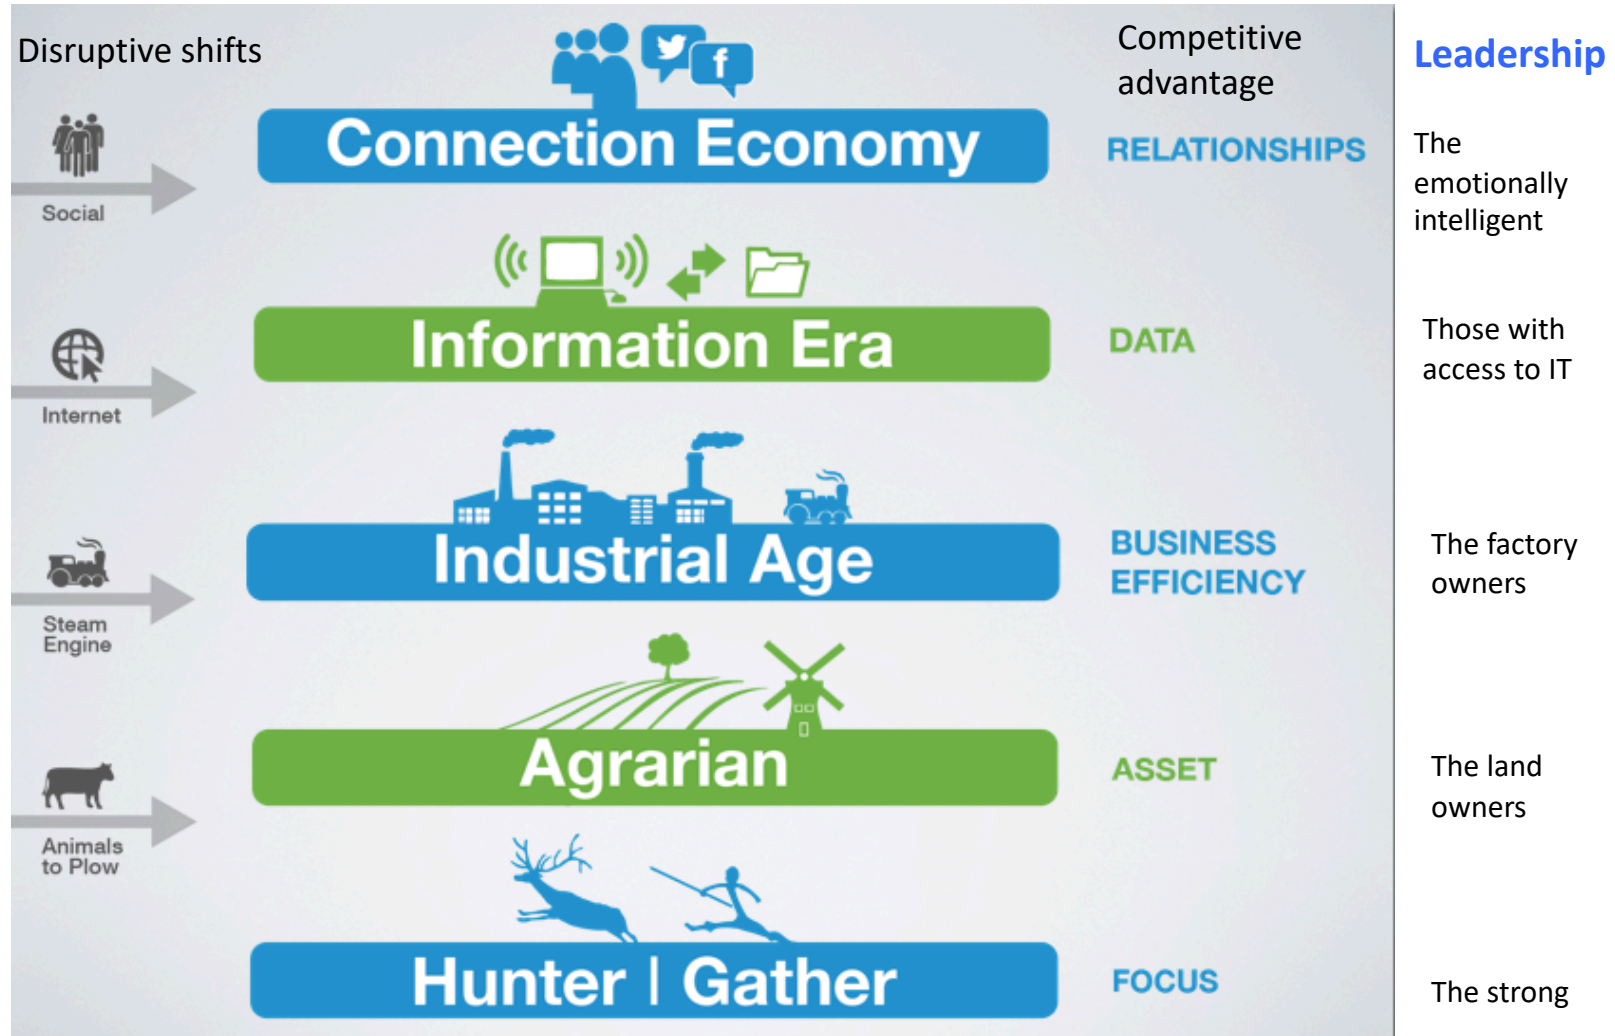 Disruptive shifts
Competitive
advantage
Leadership
f
Social
Connection Economy
RELATIONSHIPS
The
emotionally
intelligent
Internet
Information Era
DATA
Those with
access to IT
Steam
Engine
Industrial Age
BUSINESS
EFFICIENCY
The factory
owners
Animals
to Plow
Agrarian
ASSET
The land
owners
Hunter | Gather
FOCUS
The strong